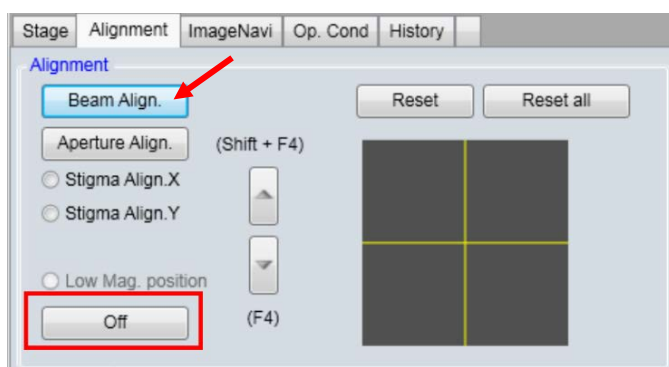 Stage Alignment ImageNavi Op. Cond History
Alignment
Beam Align. Reset Reset all
Aperture Align. (Shift + F4)
Stigma Align.X
Stigma Align.Y
Low Mag. position
Off (F4)